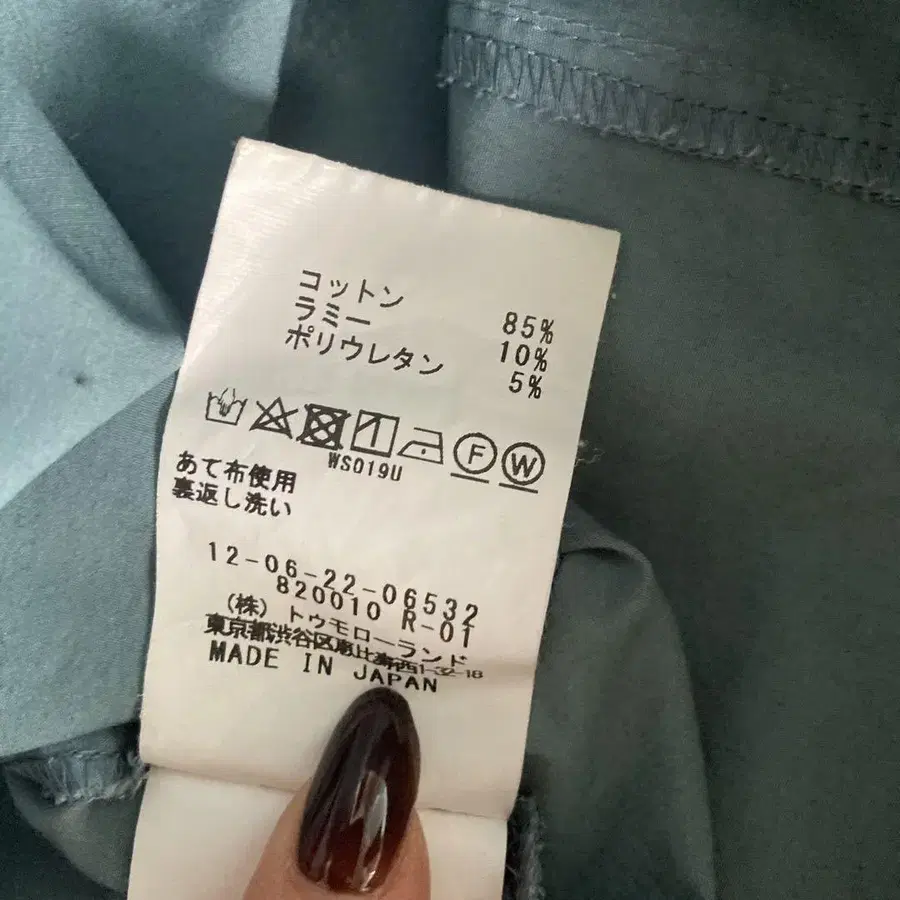 コットン 85%
ラミー 10%
ポリウレタン 5%
F W
WS019U
あて布使用
裏返し洗い
12-06-22-06532
820010 R-01
(株) トゥモローランド
東京都渋谷区恵比寿西1-32-18
MADE IN JAPAN